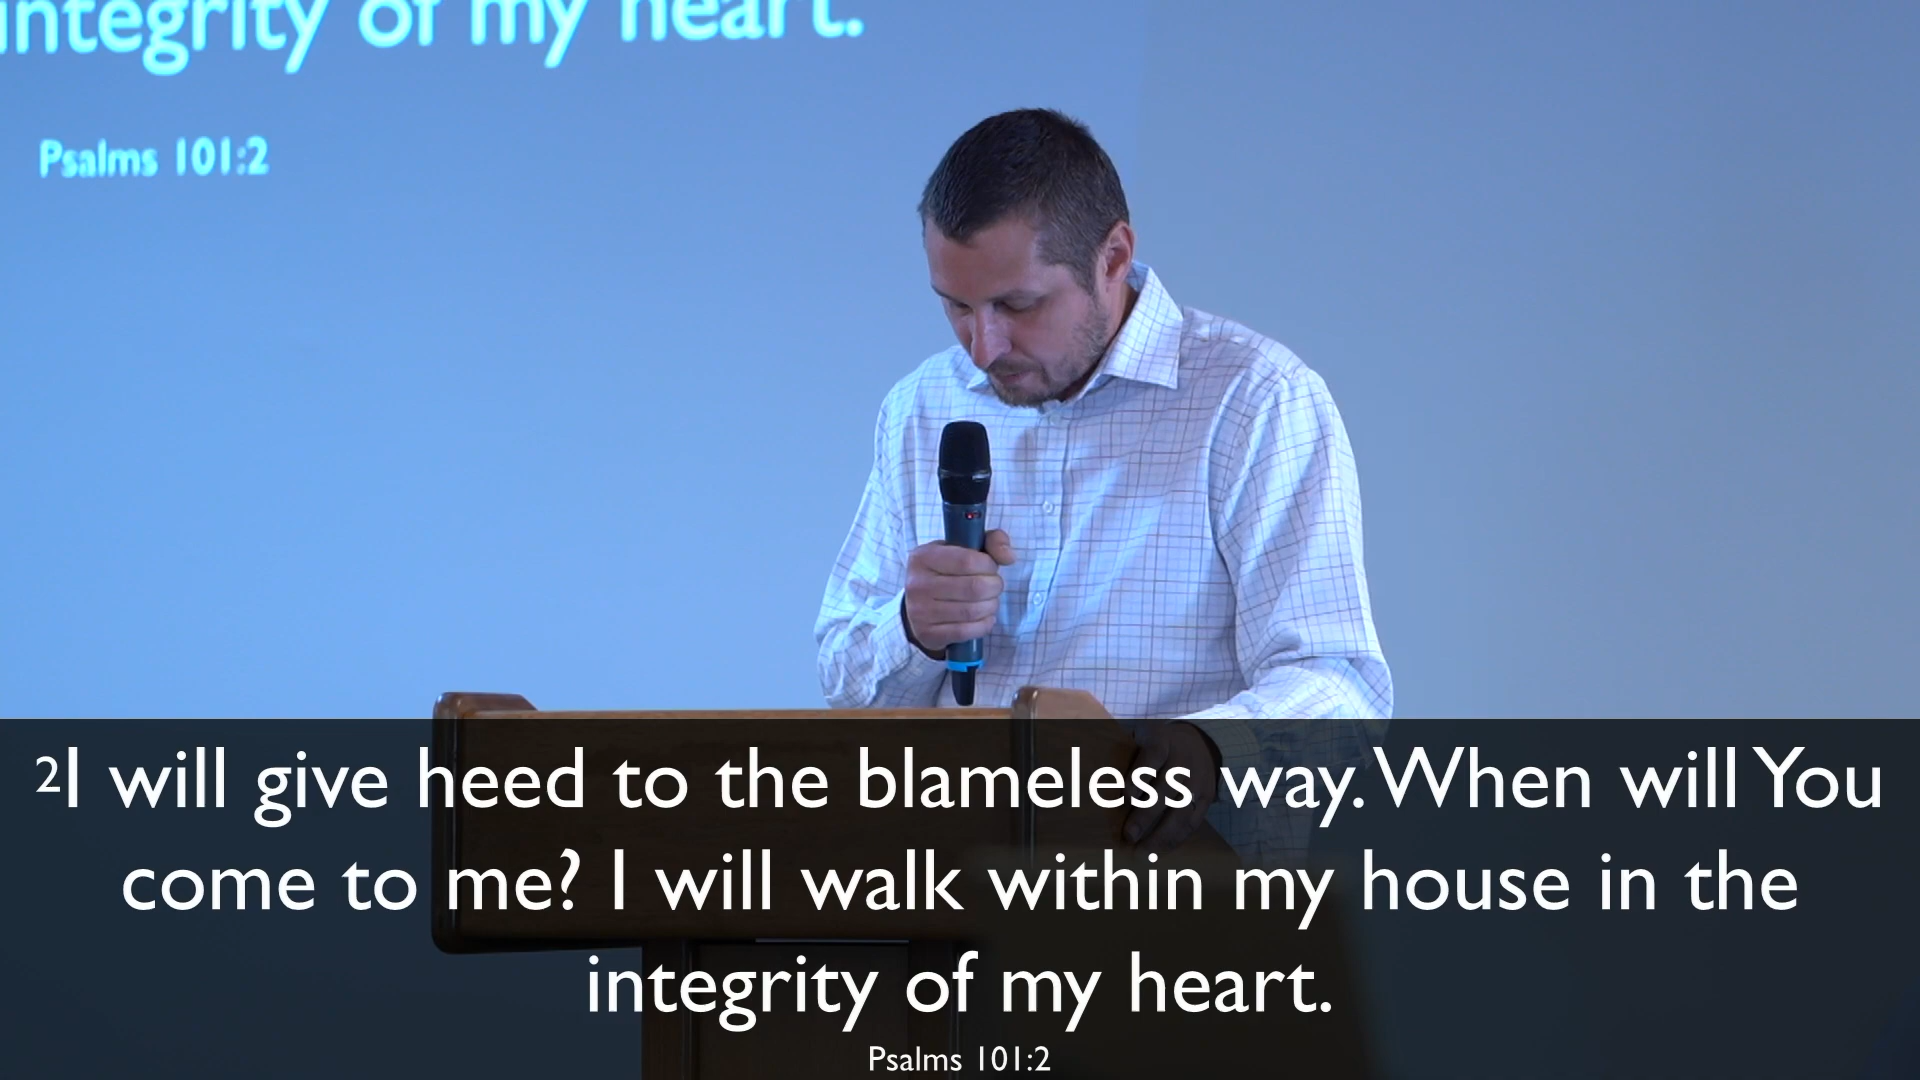 integrity of my heart.
Psalms 101:2
2I will give heed to the blameless way. When will You
come to me? I will walk within my house in the
integrity of my heart.
Psalms 101:2